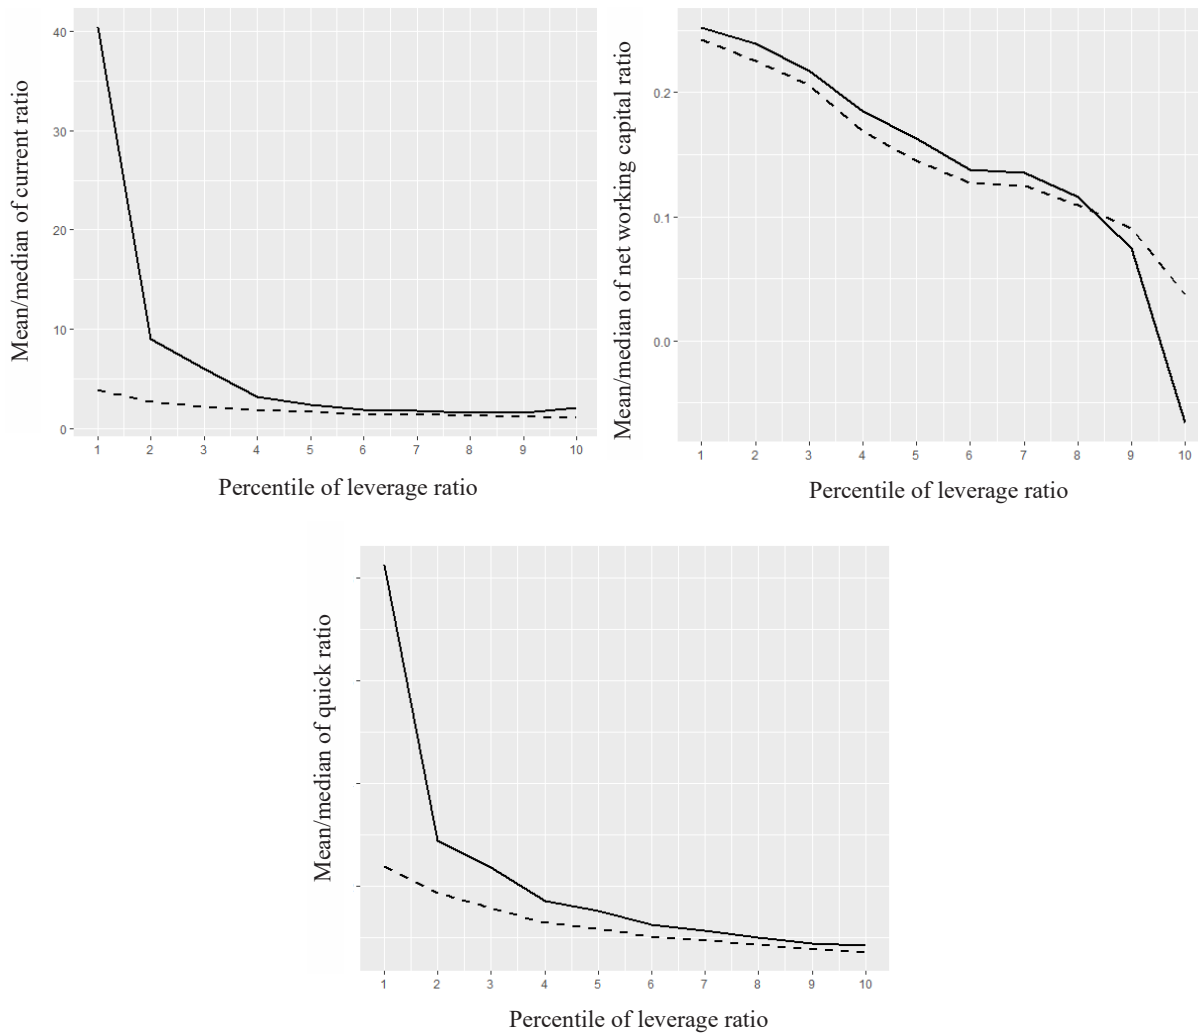 Mean/median of current ratio
40
30
20
10
0
1 2 3 4 5 6 7 8 9 10
Percentile of leverage ratio
Mean/median of net working capital ratio
0.2
0.1
0.0
1 2 3 4 5 6 7 8 9 10
Percentile of leverage ratio
Mean/median of quick ratio
1 2 3 4 5 6 7 8 9 10
Percentile of leverage ratio